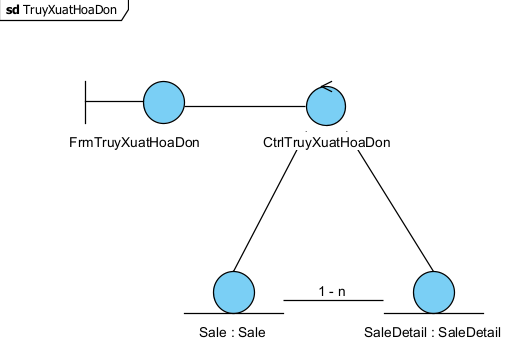 sd TruyXuatHoaDon
FrmTruyXuatHoaDon
CtrlTruyXuatHoaDon
1 - n
Sale : Sale
SaleDetail : SaleDetail